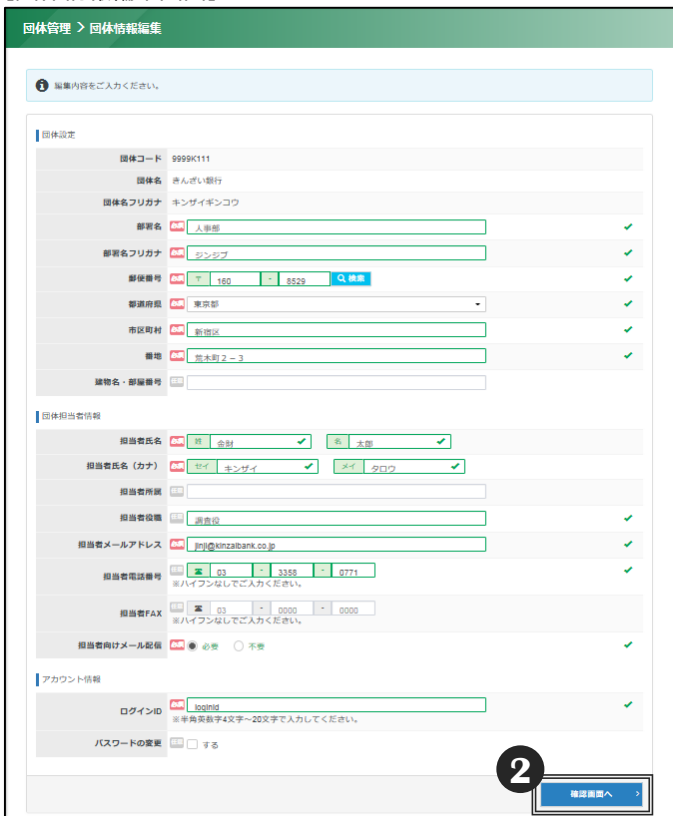 団体管理 > 団体情報編集
編集内容をご入力ください。
団体設定
団体コード 9999K111
団体名 きんざい銀行
団体名フリガナ キンザイギンコウ
部署名 必須 人事部
部署名フリガナ 必須 ジンジブ
郵便番号 必須 〒 160 - 8529 検索
都道府県 必須 東京都
市区町村 必須 新宿区
番地 必須 荒木町2-3
建物名・部屋番号 任意
団体担当者情報
担当者氏名 必須 姓 金財 名 太郎
担当者氏名(カナ) 必須 セイ キンザイ メイ タロウ
担当者所属 任意
担当者役職 任意 調査役
担当者メールアドレス 必須 jinji@kinzaibank.co.jp
担当者電話番号 任意 03 - 3358 - 0771
※ハイフンなしでご入力ください。
担当者FAX 任意 03 - 0000 - 0000
※ハイフンなしでご入力ください。
担当者向けメール配信 必須 必要 不要
アカウント情報
ログインID 必須 loginid
※半角英数字4文字~20文字で入力してください。
パスワードの変更 任意 する
2
確認画面へ >